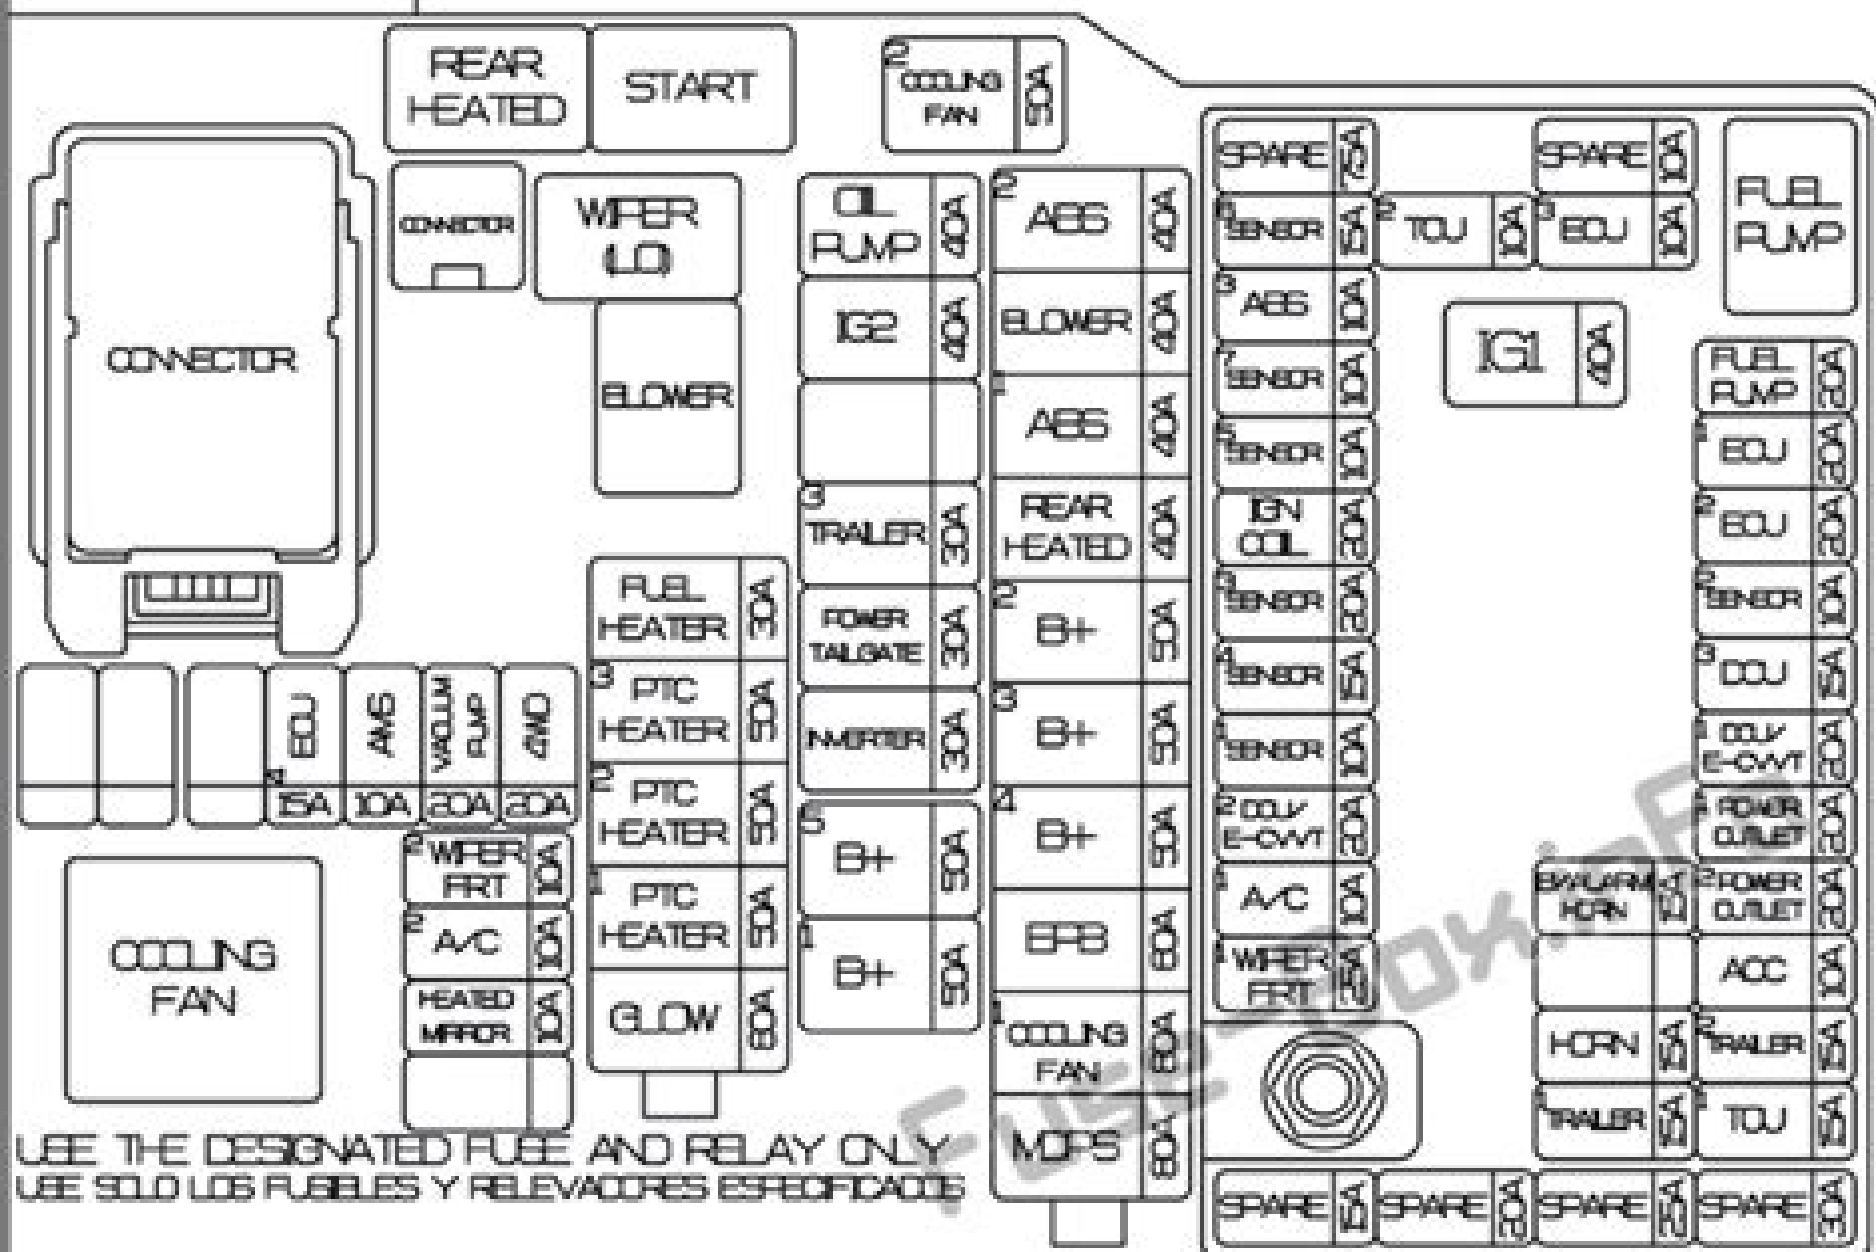 REAR
HEATED
START
2
COOLING
FAN
50A
SPARE
7.5A
SPARE
10A
FUEL
PUMP
CONNECTOR
CONNECTOR
WIPER
(LO)
BLOWER
OIL
PUMP
40A
IG2
40A
3
TRAILER
30A
POWER
TAILGATE
30A
INVERTER
30A
5
B+
50A
1
B+
50A
2
ABS
40A
BLOWER
40A
1
ABS
40A
REAR
HEATED
40A
2
B+
50A
3
B+
50A
4
B+
50A
EPB
60A
1
COOLING
FAN
80A
MDPS
80A
SENSOR
15A
2
TCU
10A
3
ECU
10A
3
ABS
10A
7
SENSOR
10A
5
SENSOR
10A
IGN
COIL
20A
3
SENSOR
20A
4
SENSOR
15A
1
SENSOR
10A
2
DCU/
E-CVVT
20A
1
A/C
10A
1
WIPER
FRT
25A
IG1
40A
FUEL
PUMP
20A
1
ECU
20A
2
ECU
20A
2
SENSOR
10A
3
DCU
15A
1
DCU/
E-CVVT
20A
1
POWER
OUTLET
20A
B/A ALARM
HORN
15A
2
POWER
OUTLET
20A
ACC
10A
HORN
15A
2
TRAILER
15A
1
TRAILER
15A
1
TCU
15A
FUEL
HEATER
30A
3
PTC
HEATER
50A
2
PTC
HEATER
50A
1
PTC
HEATER
50A
GLOW
80A
4
ECU
15A
AMS
10A
VACUUM
PUMP
20A
4WD
20A
COOLING
FAN
2
WIPER
FRT
10A
2
A/C
10A
HEATED
MIRROR
10A
USE THE DESIGNATED FUSE AND RELAY ONLY
USE SOLO LOS FUSIBLES Y RELEVADORES ESPECIFICADOS
SPARE
15A
SPARE
20A
SPARE
25A
SPARE
30A
Fuse-Box.inFo